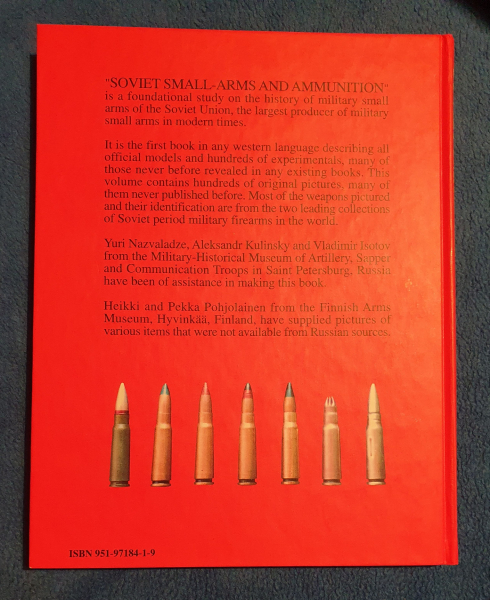 "SOVIET SMALL-ARMS AND AMMUNITION"
is a foundational study on the history of military small
arms of the Soviet Union, the largest producer of military
small arms in modern times.
It is the first book in any western language describing all
official models and hundreds of experimentals, many of
those never before revealed in any existing books. This
volume contains hundreds of original pictures, many of
them never published before. Most of the weapons pictured
and their identification are from the two leading collections
of Soviet period military firearms in the world.
Yuri Nazvaladze, Aleksandr Kulinsky and Vladimir Isotov
from the Military-Historical Museum of Artillery, Sapper
and Communication Troops in Saint Petersburg, Russia
have been of assistance in making this book.
Heikki and Pekka Pohjolainen from the Finnish Arms
Museum, Hyvinkää, Finland, have supplied pictures of
various items that were not available from Russian sources.
ISBN 951-97184-1-9